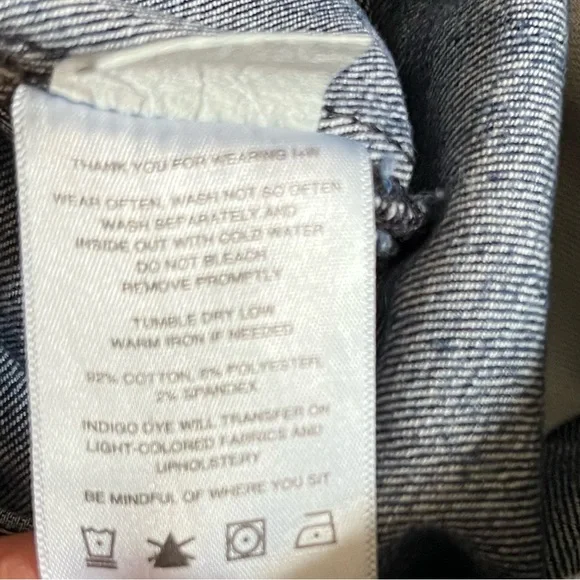 THANK YOU FOR WEARING
WEAR OFTEN, WASH NOT SO OFTEN
WASH SEPARATELY AND
INSIDE OUT WITH COLD WATER
DO NOT BLEACH
REMOVE PROMPTLY
TUMBLE DRY LOW
WARM IRON IF NEEDED
92% COTTON, 6% POLYESTER,
2% SPANDEX
INDIGO DYE WILL TRANSFER ON
LIGHT-COLORED FABRICS AND
UPHOLSTERY
BE MINDFUL OF WHERE YOU SIT